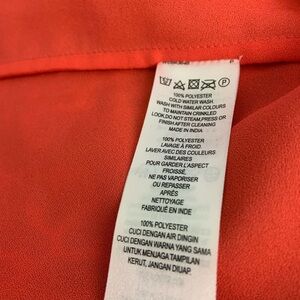 P
100% POLYESTER
COLD WATER WASH
WASH WITH SIMILAR COLOURS
TO MAINTAIN CRINKLED
LOOK,DO NOT STEAM,PRESS OR
FINISH AFTER CLEANING
MADE IN INDIA
100% POLYESTER
LAVAGE À FROID
LAVER AVEC DES COULEURS
SIMILAIRES
POUR GARDER L'ASPECT
FROISSÉ,
NE PAS VAPORISER
OU REPASSER
APRÈS
NETTOYAGE
FABRIQUÉ EN INDE
100% POLYESTER
CUCI DENGAN AIR DINGIN
CUCI DENGAN WARNA YANG SAMA
UNTUK MENJAGA TAMPILAN
KERUT, JANGAN DIUAP,